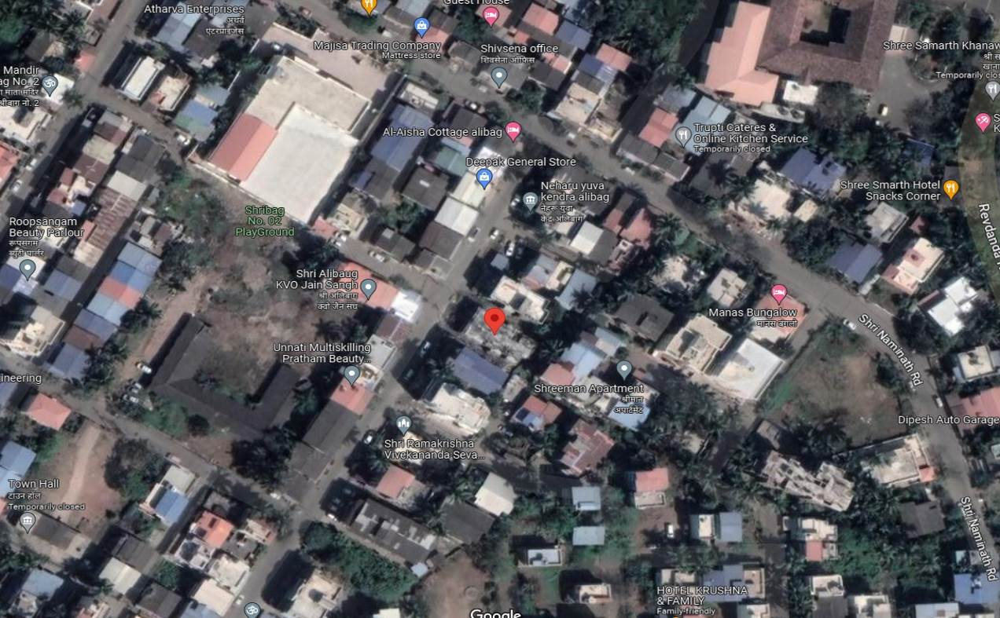 Guest House
Atharva Enterprises
अथर्व
एंटरप्राइजेस
Majisa Trading Company
Mattress store
Shivsena office
शिवसेना ऑफिस
Shree Samarth Khanaw
श्री स
खाना
Temporarily clos
Mandir
ag No. 2
माता मंदिर
श्रीबाग नो. 2
Al-Aisha Cottage alibag
Trupti Cateres &
Online Kitchen Service
Temporarily closed
S
K
Deepak General Store
Neharu yuva
kendra alibag
नेहरू युवा
केंद्र अलिबाग
Shree Smarth Hotel
Snacks Corner
Revdanda R
Shribag
No. 02
PlayGround
Roopsangam
Beauty Parlour
रूपसंगम
ब्युटी पार्लर
Shri Alibaug
KVO Jain Sangh
श्री अलिबाग
क्वो जैन संघ
Manas Bungalow
मानस बंगलो
Shri Naminath Rd
Unnati Multiskilling
Pratham Beauty...
ineering
Shreeman Apartment
श्रीमान
अपार्टमेंट
Dipesh Auto Garage
Shri Ramakrishna
Vivekananda Seva...
Town Hall
टाउन हॉल
Temporarily closed
Shri Naminath Rd
HOTEL KRUSHNA
& FAMILY
Family-friendly
Google